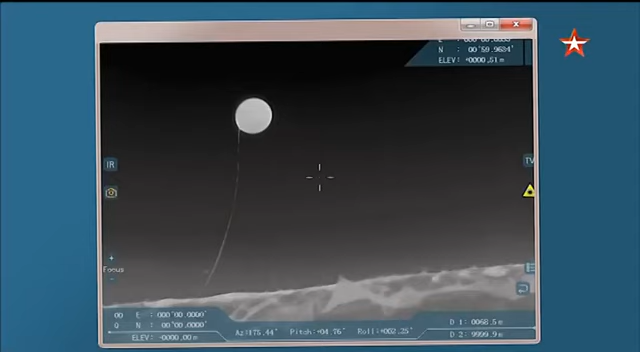 N : 00°59.9684'
ELEV: +0000.51 m
IR
TV
Focus
00 E : 000°00.0000'
Q N : 00°00.0000'
ELEV: -0000.00 m
Az:175.44° Pitch:+04.76° Roll:+002.25°
D 1: 0068.5 m
D 2: 9999.9 m